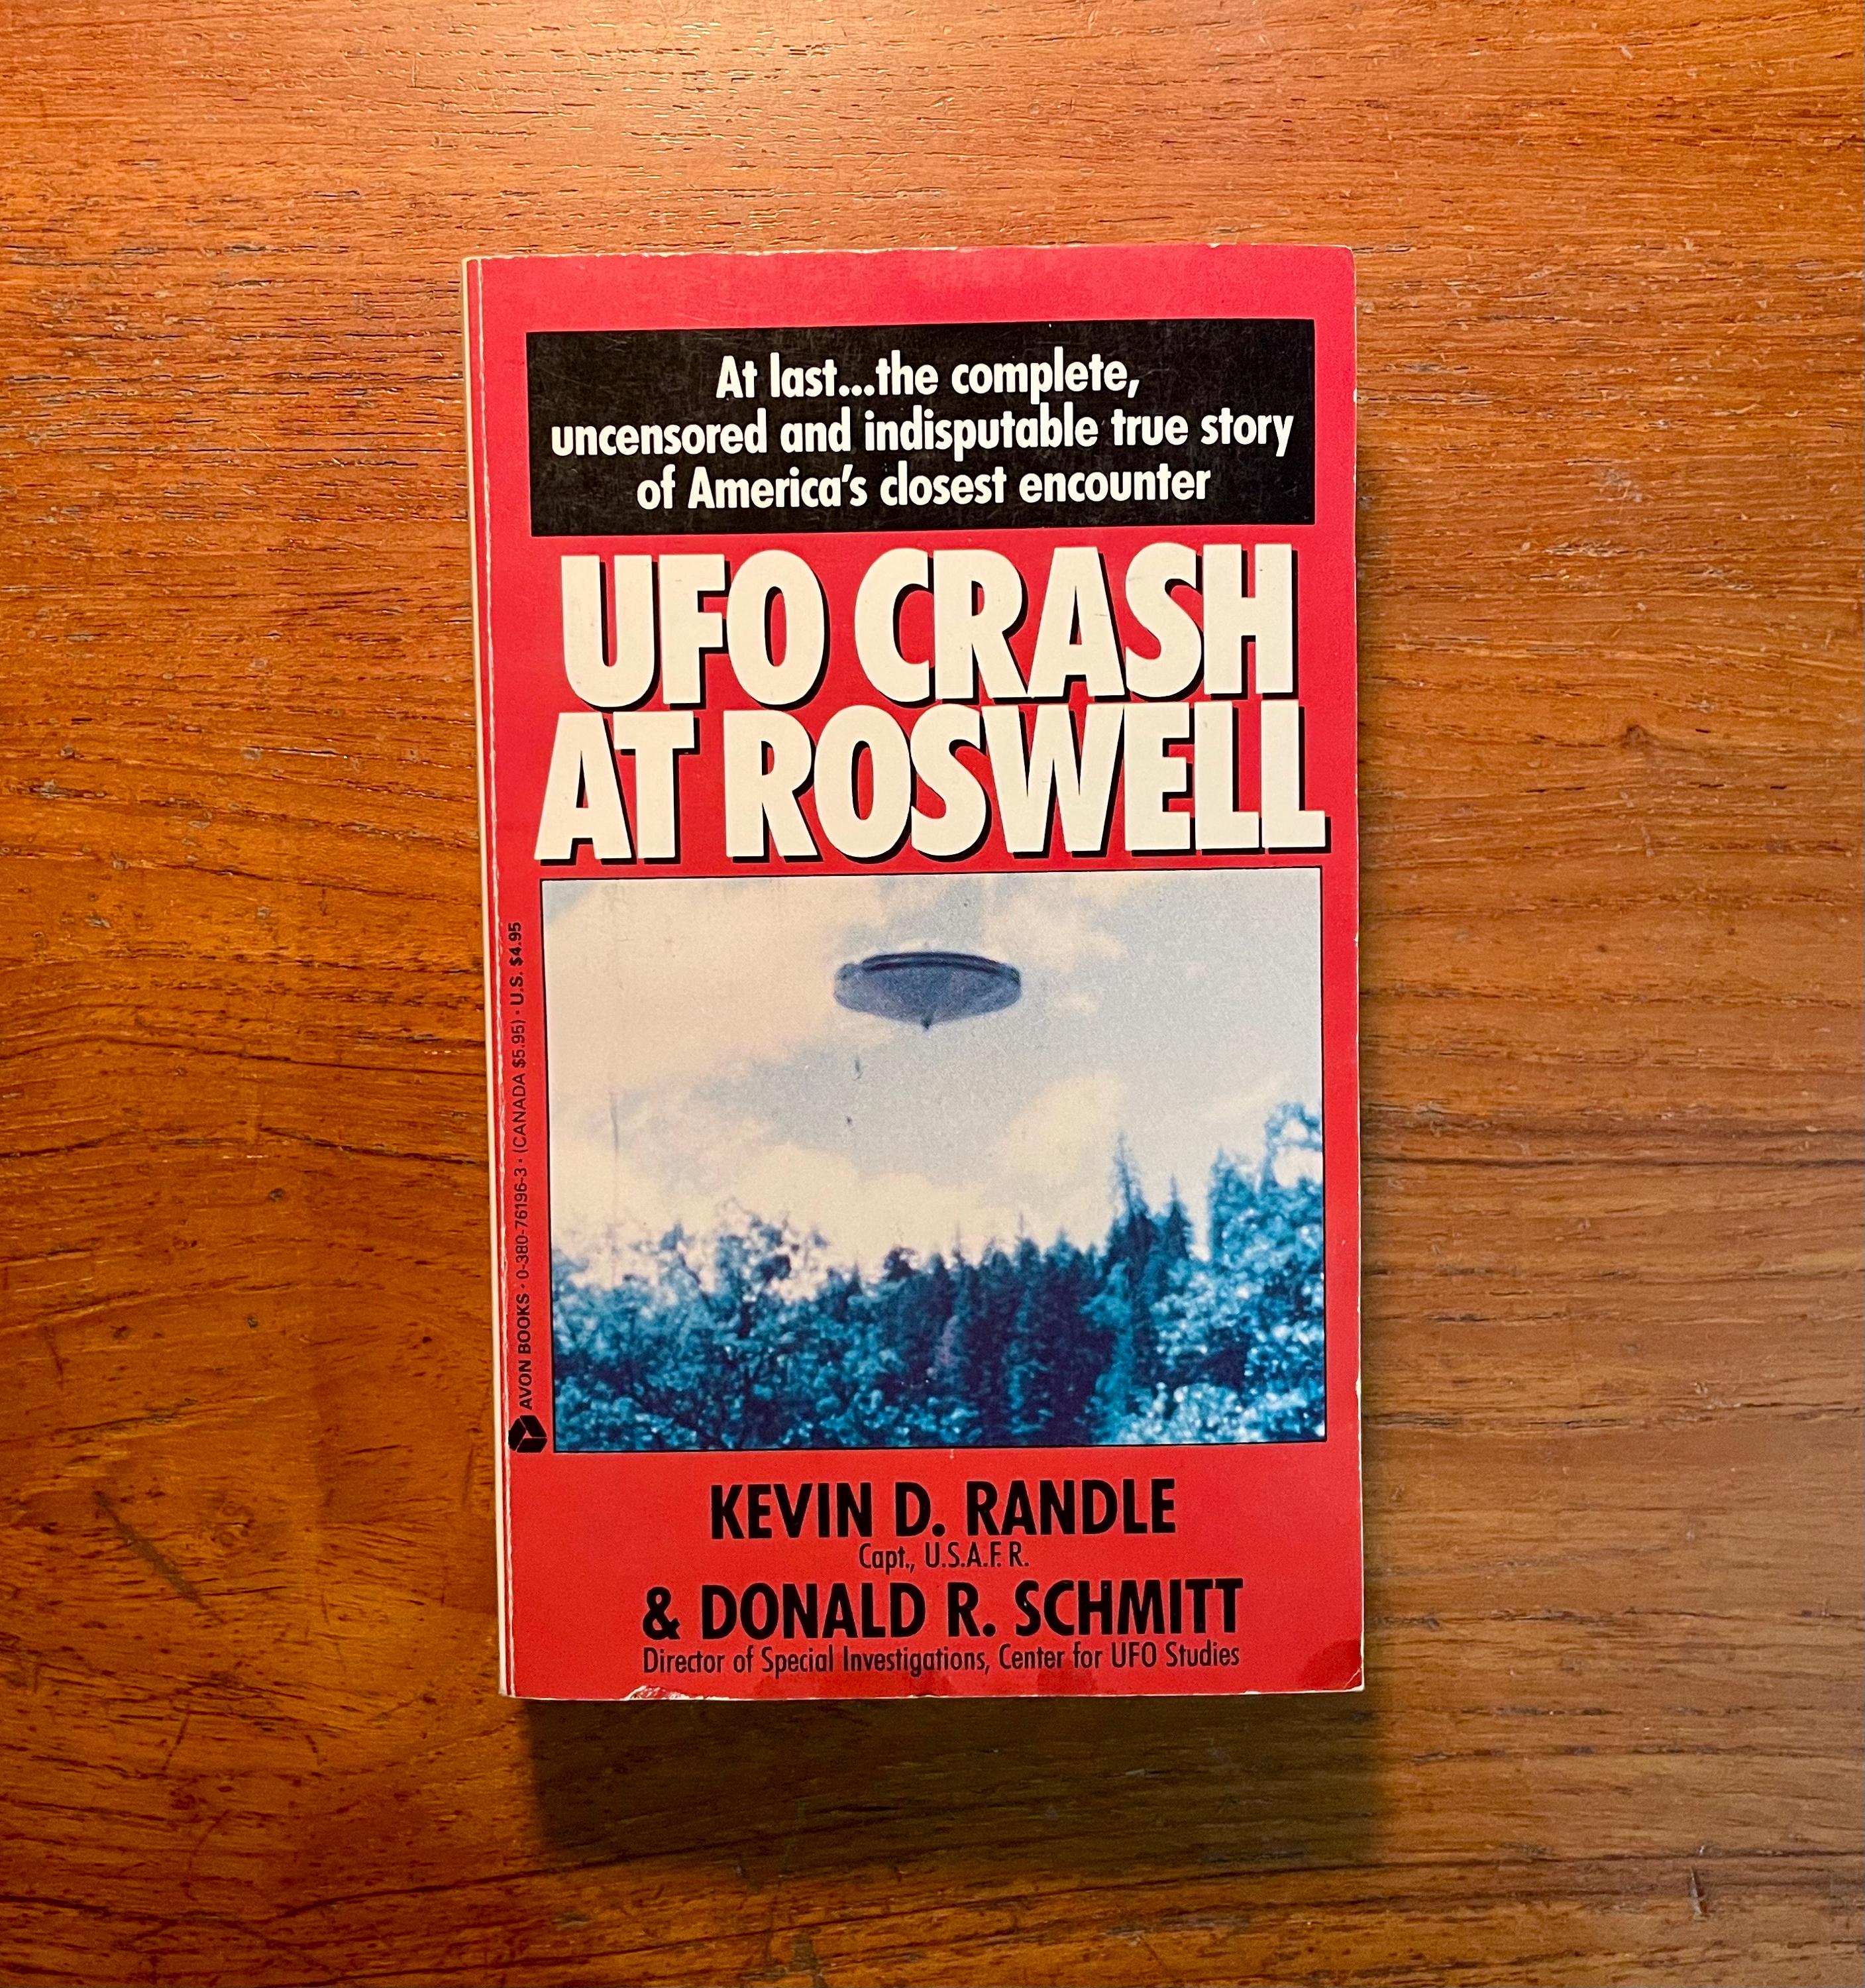 At last...the complete,
uncensored and indisputable true story
of America's closest encounter
UFO CRASH
AT ROSWELL
AVON BOOKS · 0-380-76196-3 · (CANADA $5.95) · U.S. $4.95
KEVIN D. RANDLE
Capt., U.S.A.F.R.
& DONALD R. SCHMITT
Director of Special Investigations, Center for UFO Studies